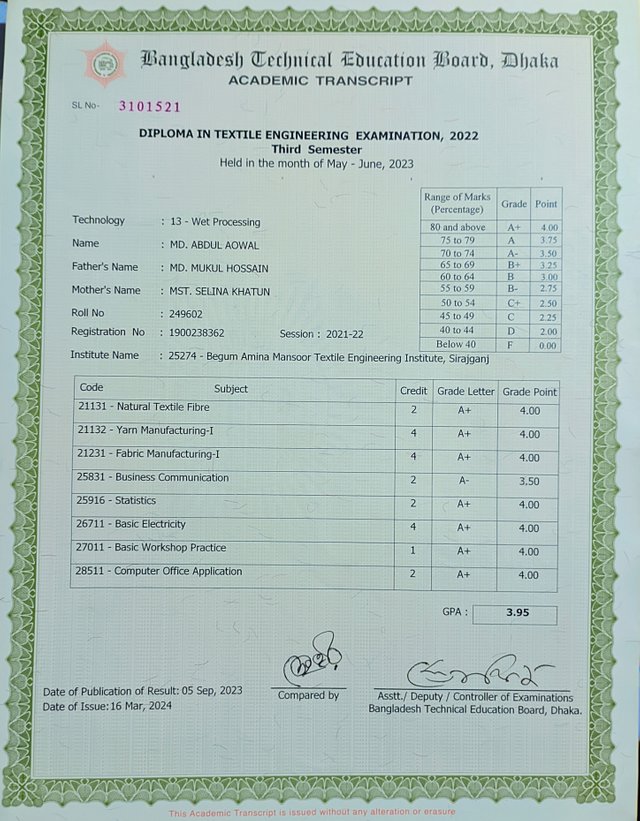 Bangladesh Technical Education Board, Dhaka
ACADEMIC TRANSCRIPT
SL No- 3101521
DIPLOMA IN TEXTILE ENGINEERING EXAMINATION, 2022
Third Semester
Held in the month of May - June, 2023
Range of Marks (Percentage) Grade Point
80 and above A+ 4.00
75 to 79 A 3.75
70 to 74 A- 3.50
65 to 69 B+ 3.25
60 to 64 B 3.00
55 to 59 B- 2.75
50 to 54 C+ 2.50
45 to 49 C 2.25
40 to 44 D 2.00
Below 40 F 0.00
Technology : 13 - Wet Processing
Name : MD. ABDUL AOWAL
Father's Name : MD. MUKUL HOSSAIN
Mother's Name : MST. SELINA KHATUN
Roll No : 249602
Registration No : 1900238362 Session : 2021-22
Institute Name : 25274 - Begum Amina Mansoor Textile Engineering Institute, Sirajganj
Code Subject Credit Grade Letter Grade Point
21131 - Natural Textile Fibre 2 A+ 4.00
21132 - Yarn Manufacturing-I 4 A+ 4.00
21231 - Fabric Manufacturing-I 4 A+ 4.00
25831 - Business Communication 2 A- 3.50
25916 - Statistics 2 A+ 4.00
26711 - Basic Electricity 4 A+ 4.00
27011 - Basic Workshop Practice 1 A+ 4.00
28511 - Computer Office Application 2 A+ 4.00
GPA : 3.95
Date of Publication of Result: 05 Sep, 2023
Date of Issue: 16 Mar, 2024
Compared by
Asstt./ Deputy / Controller of Examinations
Bangladesh Technical Education Board, Dhaka.
This Academic Transcript is issued without any alteration or erasure